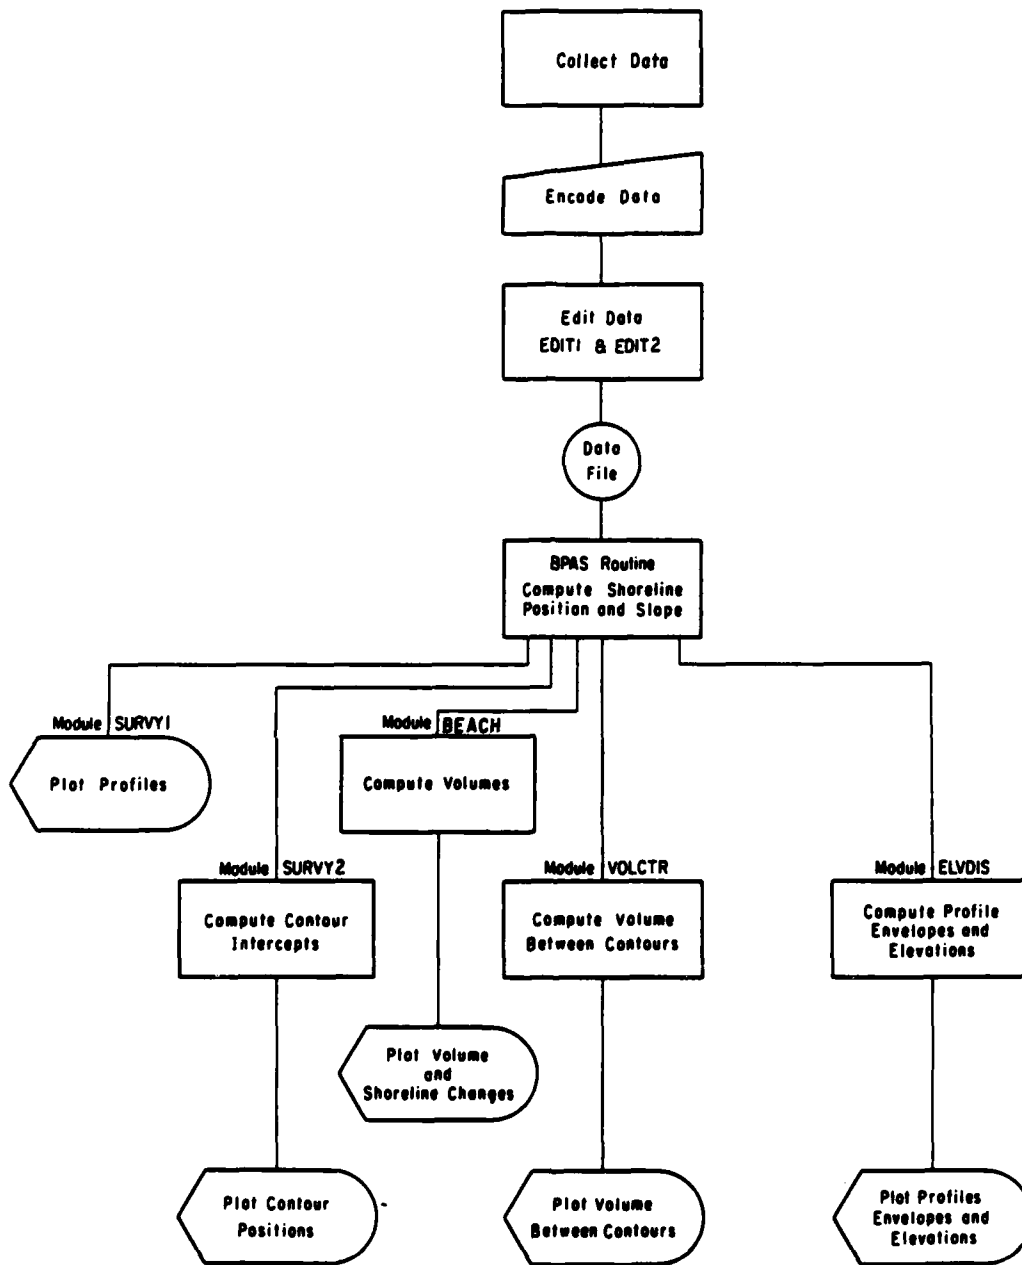 Collect Data
Encode Data
Edit Data
EDIT1 & EDIT2
Data
File
BPAS Routine
Compute Shoreline
Position and Slope
Module SURVY1
Plot Profiles
Module BEACH
Compute Volumes
Module SURVY2
Compute Contour
Intercepts
Module VOLCTR
Compute Volume
Between Contours
Module ELVDIS
Compute Profile
Envelopes and
Elevations
Plot Volume
and
Shoreline Changes
Plot Contour
Positions
Plot Volume
Between Contours
Plot Profiles
Envelopes and
Elevations